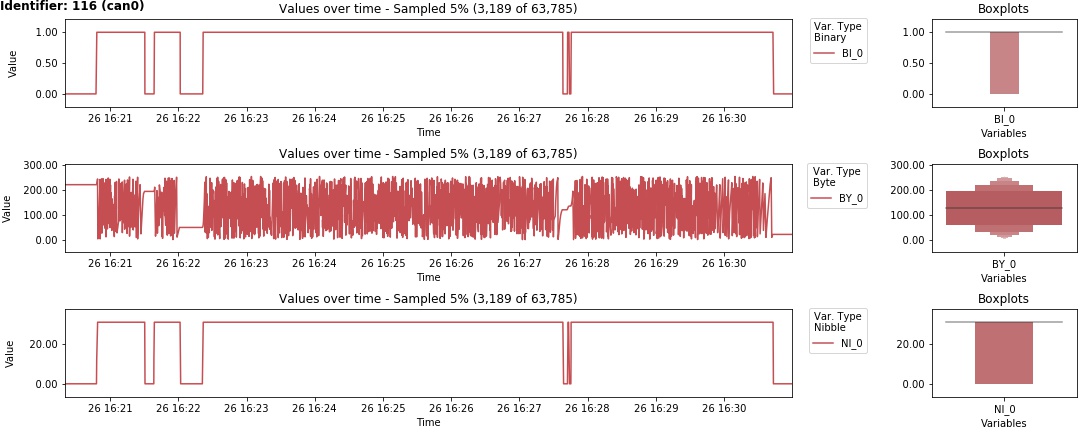 Identifier: 116 (can0)
Values over time - Sampled 5% (3,189 of 63,785)
Value
1.00
0.50
0.00
26 16:21 26 16:22 26 16:23 26 16:24 26 16:25 26 16:26 26 16:27 26 16:28 26 16:29 26 16:30
Time
Var. Type
Binary
BI_0
Boxplots
1.00
0.50
0.00
BI_0
Variables
Values over time - Sampled 5% (3,189 of 63,785)
Value
300.00
200.00
100.00
0.00
26 16:21 26 16:22 26 16:23 26 16:24 26 16:25 26 16:26 26 16:27 26 16:28 26 16:29 26 16:30
Time
Var. Type
Byte
BY_0
Boxplots
300.00
200.00
100.00
0.00
BY_0
Variables
Values over time - Sampled 5% (3,189 of 63,785)
Value
20.00
0.00
26 16:21 26 16:22 26 16:23 26 16:24 26 16:25 26 16:26 26 16:27 26 16:28 26 16:29 26 16:30
Time
Var. Type
Nibble
NI_0
Boxplots
20.00
0.00
NI_0
Variables